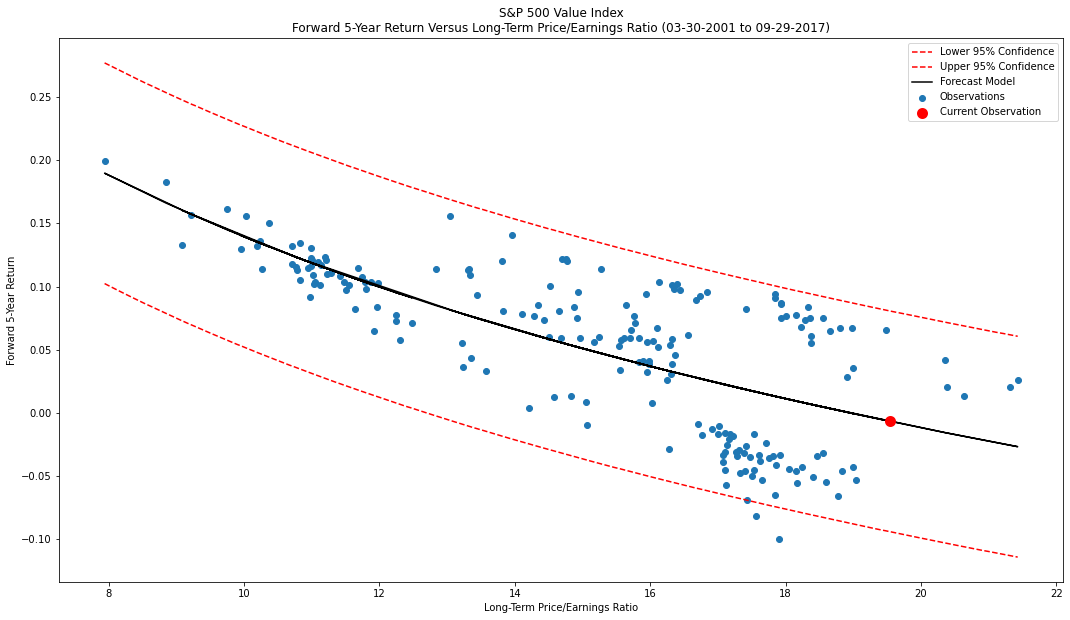 S&P 500 Value Index
Forward 5-Year Return Versus Long-Term Price/Earnings Ratio (03-30-2001 to 09-29-2017)
Lower 95% Confidence
Upper 95% Confidence
Forecast Model
Observations
Current Observation
Forward 5-Year Return
0.25
0.20
0.15
0.10
0.05
0.00
−0.05
−0.10
8 10 12 14 16 18 20 22
Long-Term Price/Earnings Ratio